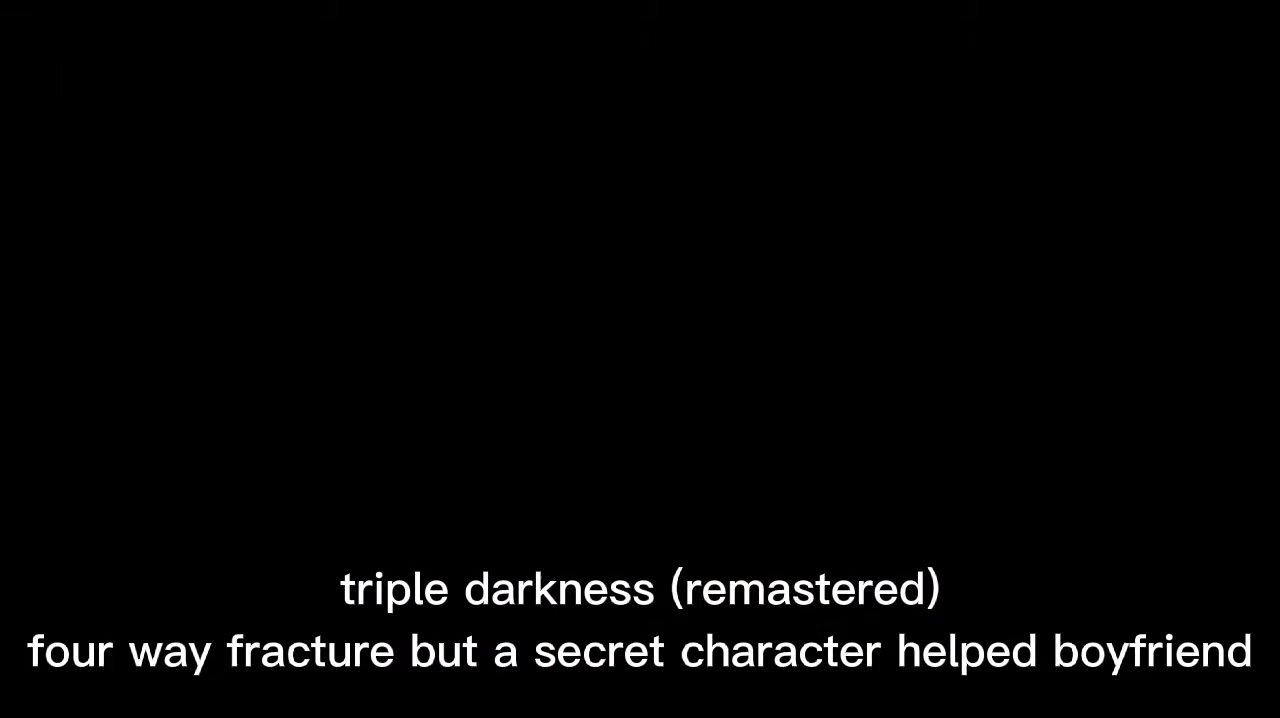 triple darkness (remastered)
four way fracture but a secret character helped boyfriend